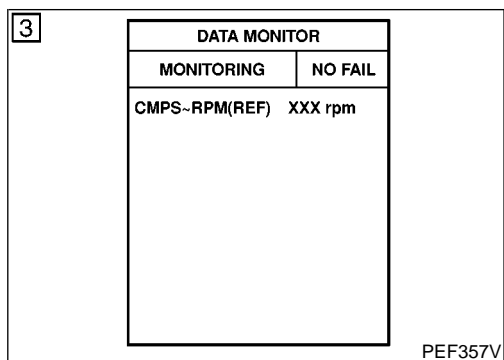 3
DATA MONITOR
MONITORING NO FAIL
CMPS~RPM(REF) XXX rpm
PEF357V